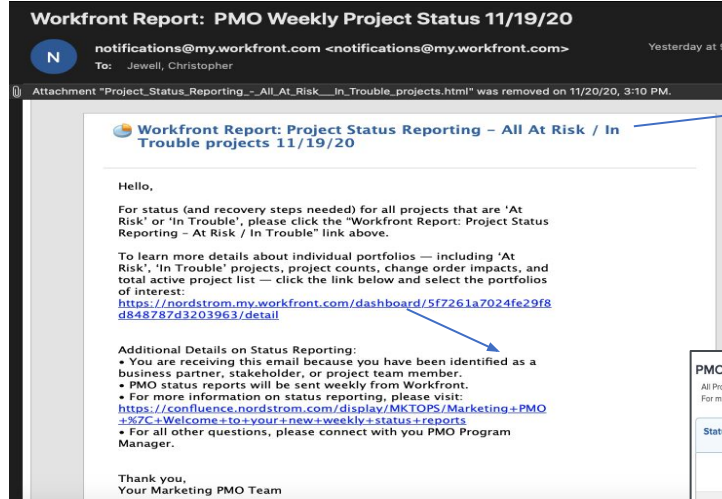 Workfront Report: PMO Weekly Project Status 11/19/20
N
notifications@my.workfront.com <notifications@my.workfront.com>
Yesterday at
To: Jewell, Christopher
Attachment "Project_Status_Reporting_-_All_At_Risk___In_Trouble_projects.html" was removed on 11/20/20, 3:10 PM.
Workfront Report: Project Status Reporting – All At Risk / In
Trouble projects 11/19/20
Hello,
For status (and recovery steps needed) for all projects that are ‘At
Risk’ or ‘In Trouble’, please click the "Workfront Report: Project Status
Reporting – At Risk / In Trouble" link above.
To learn more details about individual portfolios — including ‘At
Risk’, ‘In Trouble’ projects, project counts, change order impacts, and
total active project list — click the link below and select the portfolios
of interest:
https://nordstrom.my.workfront.com/dashboard/5f7261a7024fe29f8
d848787d3203963/detail
Additional Details on Status Reporting:
• You are receiving this email because you have been identified as a
business partner, stakeholder, or project team member.
• PMO status reports will be sent weekly from Workfront.
• For more information on status reporting, please visit:
https://confluence.nordstrom.com/display/MKTOPS/Marketing+PMO
+%7C+Welcome+to+your+new+weekly+status+reports
• For all other questions, please connect with you PMO Program
Manager.
Thank you,
Your Marketing PMO Team
PMO
All Pro
For m
Stat